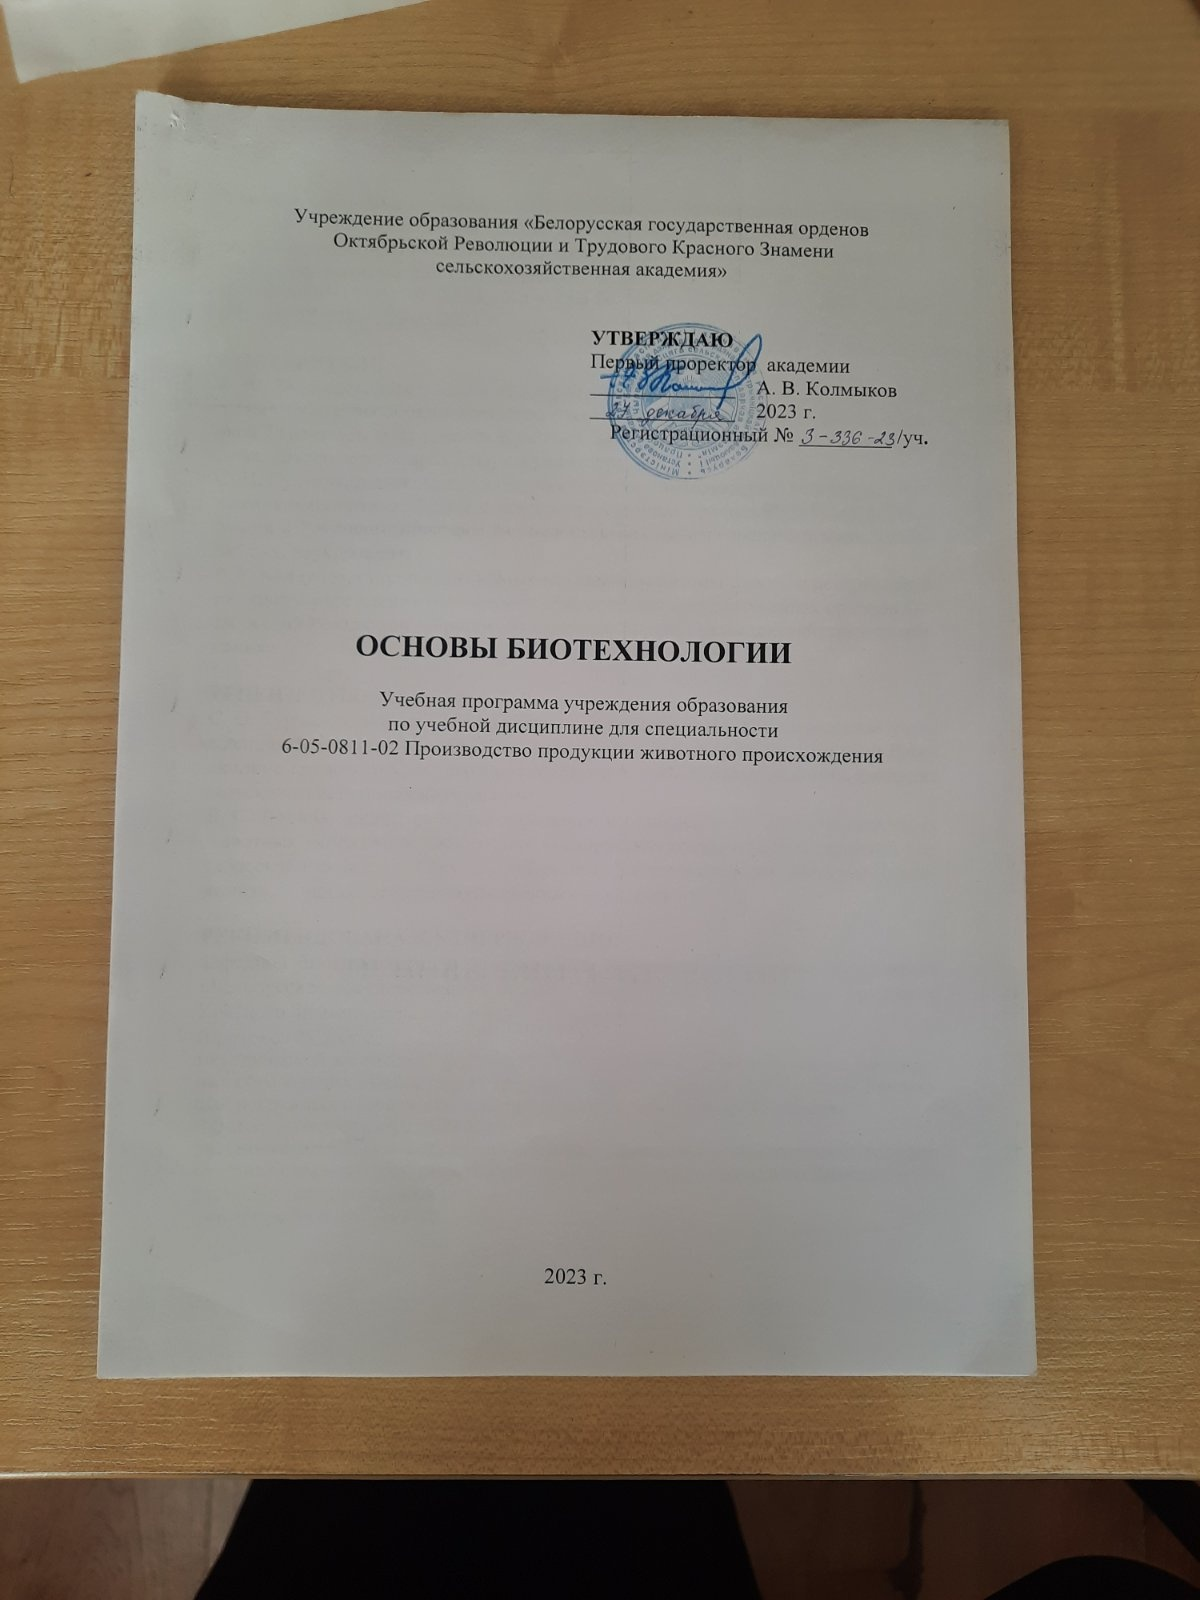 Учреждение образования «Белорусская государственная орденов
Октябрьской Революции и Трудового Красного Знамени
сельскохозяйственная академия»
УТВЕРЖДАЮ
Первый проректор академии
А. В. Колмыков
27 декабря 2023 г.
Регистрационный № 3-336-23/уч.
ОСНОВЫ БИОТЕХНОЛОГИИ
Учебная программа учреждения образования
по учебной дисциплине для специальности
6-05-0811-02 Производство продукции животного происхождения
2023 г.